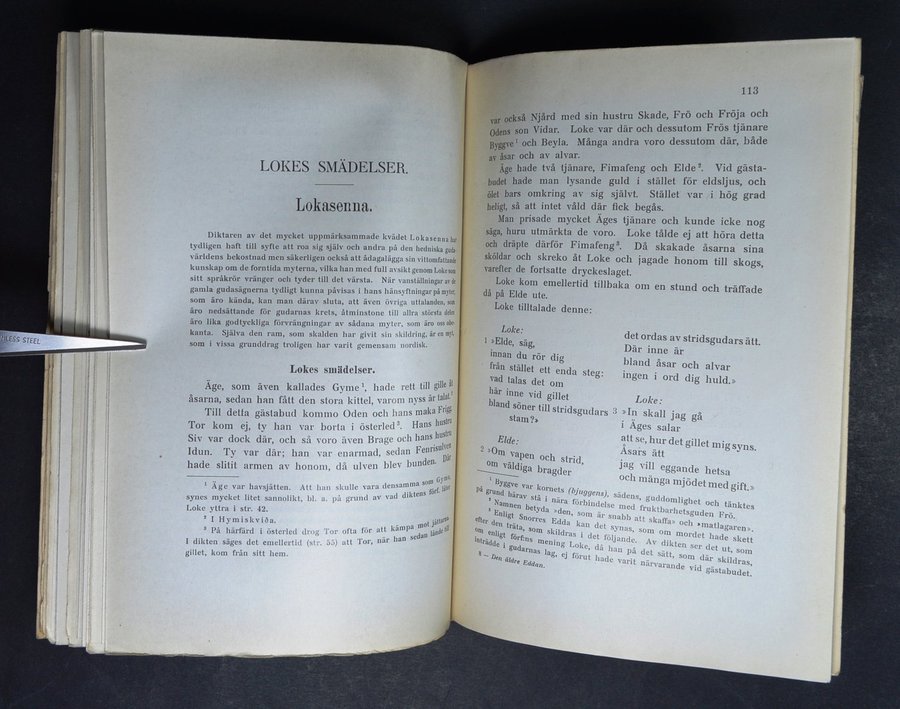 LOKES SMÄDELSER.
Lokasenna.
Diktaren av det mycket uppmärksammade kvädet Lokasenna har
tydligen haft till syfte att roa sig själv och andra på den hedniska guda-
världens bekostnad men säkerligen också att ådagalägga sin vittomfattande
kunskap om de forntida myterna, vilka han med full avsikt genom Loke som
sitt språkrör vränger och tyder till det värsta. När vanställningar av de
gamla gudasägnerna tydligt kunna påvisas i hans hänsyftningar på myter,
som äro kända, kan man därav sluta, att även övriga uttalanden, som
äro nedsättande för gudarnas krets, åtminstone till allra största delen
äro lika godtyckliga förvrängningar av sådana myter, som äro oss obe-
kanta. Själva den ram, som skalden har givit sin skildring, är en myt,
som i vissa grunddrag troligen har varit gemensam nordisk.
Lokes smädelser.
Äge, som även kallades Gyme¹, hade rett till gille åt
åsarna, sedan han fått den stora kittel, varom nyss är talat.²
Till detta gästabud kommo Oden och hans maka Frigg.
Tor kom ej, ty han var borta i österled³. Hans hustru
Siv var dock där, och så voro även Brage och hans hustru
Idun. Ty var där; han var enarmad, sedan Fenrisulven
hade slitit armen av honom, då ulven blev bunden. Där
¹ Äge var havsjätten. Att han skulle vara densamma som Gyme,
synes mycket litet sannolikt, bl. a. på grund av vad diktens förf. låter
Loke yttra i str. 42.
² I Hymiskviða.
³ På härfärd i österled drog Tor ofta för att kämpa mot jättarna.
I dikten säges det emellertid (str. 55) att Tor, när han sedan lände till
gillet, kom från sitt hem.
113
var också Njärd med sin hustru Skade, Frö och Fröja och
Odens son Vidar. Loke var där och dessutom Frös tjänare
Byggve¹ och Beyla. Många andra voro dessutom där, både
av åsar och av alvar.
Äge hade två tjänare, Fimafeng och Elde². Vid gästa-
budet hade man lysande guld i stället för eldsljus, och
ölet bars omkring av sig självt. Stället var i hög grad
heligt, så att intet våld där fick begås.
Man prisade mycket Äges tjänare och kunde icke nog
säga, huru utmärkta de voro. Loke tålde ej att höra detta
och dräpte därför Fimafeng³. Då skakade åsarna sina
sköldar och skreko åt Loke och jagade honom till skogs,
varefter de fortsatte dryckeslaget.
Loke kom emellertid tillbaka om en stund och träffade
då på Elde ute.
Loke tilltalade denne:
Loke:
1 »Elde, säg,
innan du rör dig
från stället ett enda steg:
vad talas det om
här inne vid gillet
bland söner till stridsgudars
stam?»
Elde:
2 »Om vapen och strid,
om väldiga bragder
det ordas av stridsgudars ätt.
Där inne är
bland åsar och alvar
ingen i ord dig huld.»
Loke:
3 »In skall jag gå
i Äges salar
att se, hur det gillet mig syns.
Åsars ätt
jag vill eggande hetsa
och många mjödet med gift.»
¹ Byggve var kornets (bjuggens), sädens, guddomlighet och tänktes
på grund härav stå i nära förbindelse med fruktbarhetsguden Frö.
² Namnen betyda »den, som är snabb att skaffa» och »matlagaren».
³ Enligt Snorres Edda kan det synas, som om mordet hade skett
efter den träta, som skildras i det följande. Av dikten ser det ut, som
om enligt förf:ns mening Loke, då han på det sätt, som där skildras,
inträdde i gudarnas lag, ej förut hade varit närvarande vid gästabudet.
8 — Den äldre Eddan.
NLESS STEEL